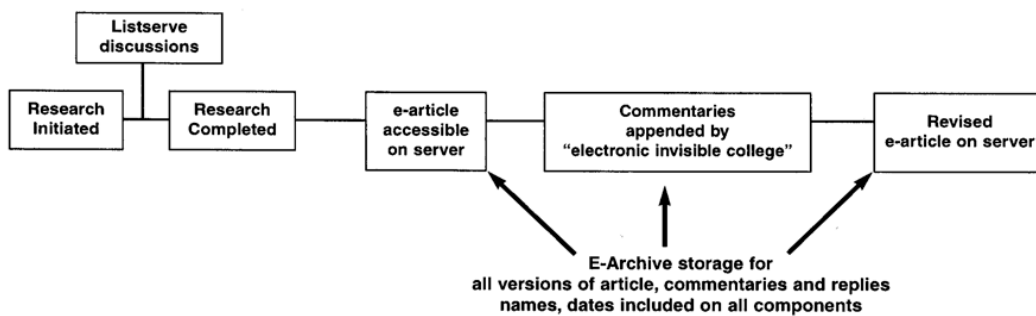 Listserve
discussions
Research
Initiated
Research
Completed
e-article
accessible
on server
Commentaries
appended by
“electronic invisible college”
Revised
e-article on server
E-Archive storage for
all versions of article, commentaries and replies
names, dates included on all components